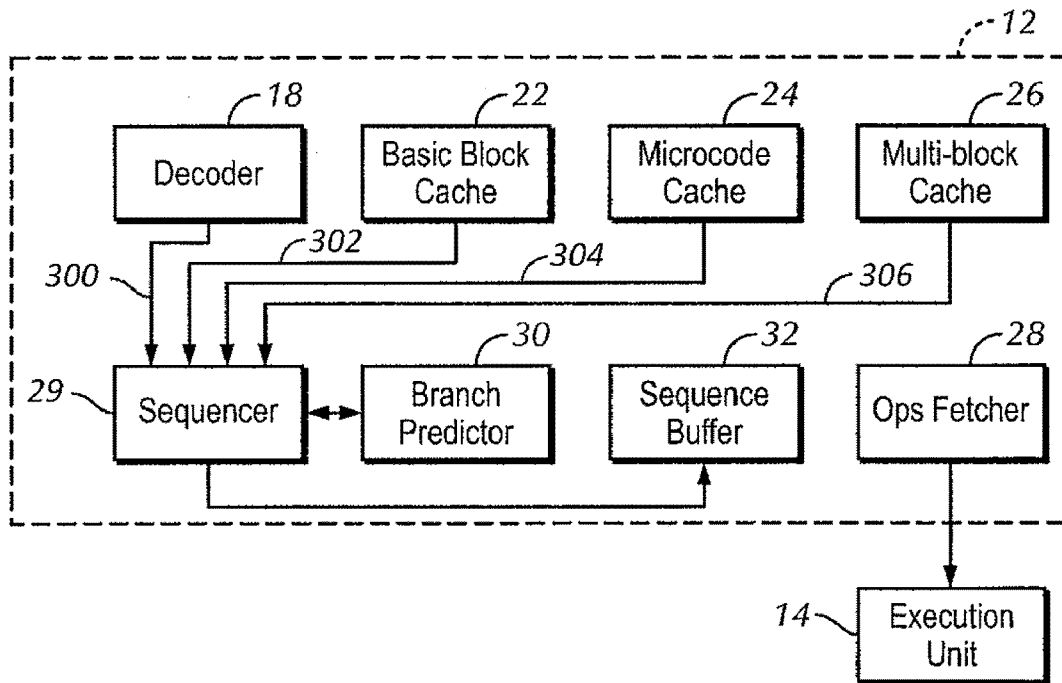 12
18
22
24
26
Decoder
Basic Block
Cache
Microcode
Cache
Multi-block
Cache
302
304
300
306
30
32
28
29
Sequencer
Branch
Predictor
Sequence
Buffer
Ops Fetcher
14
Execution
Unit